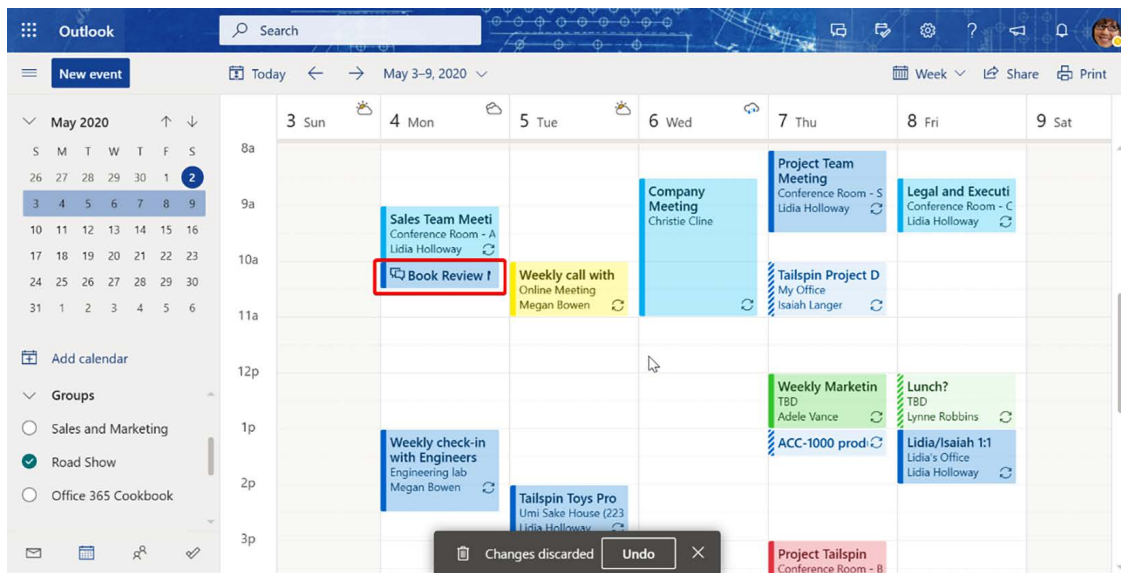 Outlook
Search
New event
Today
May 3–9, 2020
Week
Share
Print
May 2020
S M T W T F S
26 27 28 29 30 1 2
3 4 5 6 7 8 9
10 11 12 13 14 15 16
17 18 19 20 21 22 23
24 25 26 27 28 29 30
31 1 2 3 4 5 6
Add calendar
Groups
Sales and Marketing
Road Show
Office 365 Cookbook
3 Sun
4 Mon
5 Tue
6 Wed
7 Thu
8 Fri
9 Sat
8a
9a
10a
11a
12p
1p
2p
3p
Sales Team Meeti
Conference Room - A
Lidia Holloway
Book Review
Weekly check-in
with Engineers
Engineering lab
Megan Bowen
Weekly call with
Online Meeting
Megan Bowen
Tailspin Toys Pro
Umi Sake House (223
Lidia Holloway
Company
Meeting
Christie Cline
Project Team
Meeting
Conference Room - S
Lidia Holloway
Tailspin Project D
My Office
Isaiah Langer
Weekly Marketin
TBD
Adele Vance
ACC-1000 prod
Project Tailspin
Conference Room - B
Legal and Executi
Conference Room - C
Lidia Holloway
Lunch?
TBD
Lynne Robbins
Lidia/Isaiah 1:1
Lidia's Office
Lidia Holloway
Changes discarded
Undo